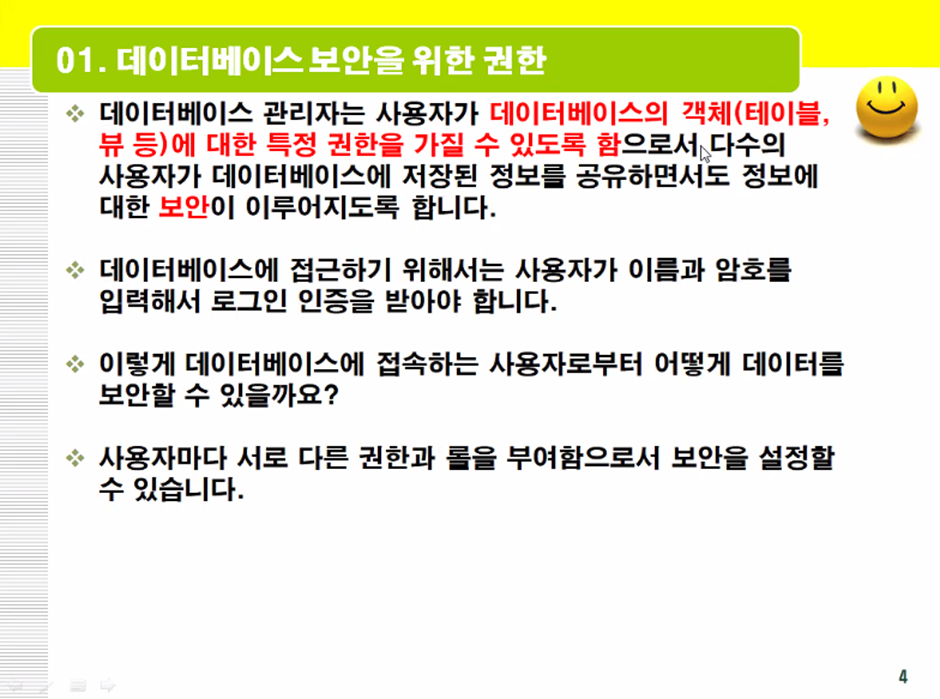 01. 데이터베이스 보안을 위한 권한
데이터베이스 관리자는 사용자가 데이터베이스의 객체(테이블,
뷰 등)에 대한 특정 권한을 가질 수 있도록 함으로서 다수의
사용자가 데이터베이스에 저장된 정보를 공유하면서도 정보에
대한 보안이 이루어지도록 합니다.
데이터베이스에 접근하기 위해서는 사용자가 이름과 암호를
입력해서 로그인 인증을 받아야 합니다.
이렇게 데이터베이스에 접속하는 사용자로부터 어떻게 데이터를
보안할 수 있을까요?
사용자마다 서로 다른 권한과 롤을 부여함으로서 보안을 설정할
수 있습니다.
4